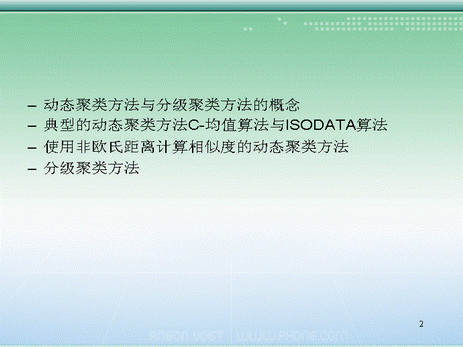 – 动态聚类方法与分级聚类方法的概念
– 典型的动态聚类方法C-均值算法与ISODATA算法
– 使用非欧氏距离计算相似度的动态聚类方法
– 分级聚类方法
2